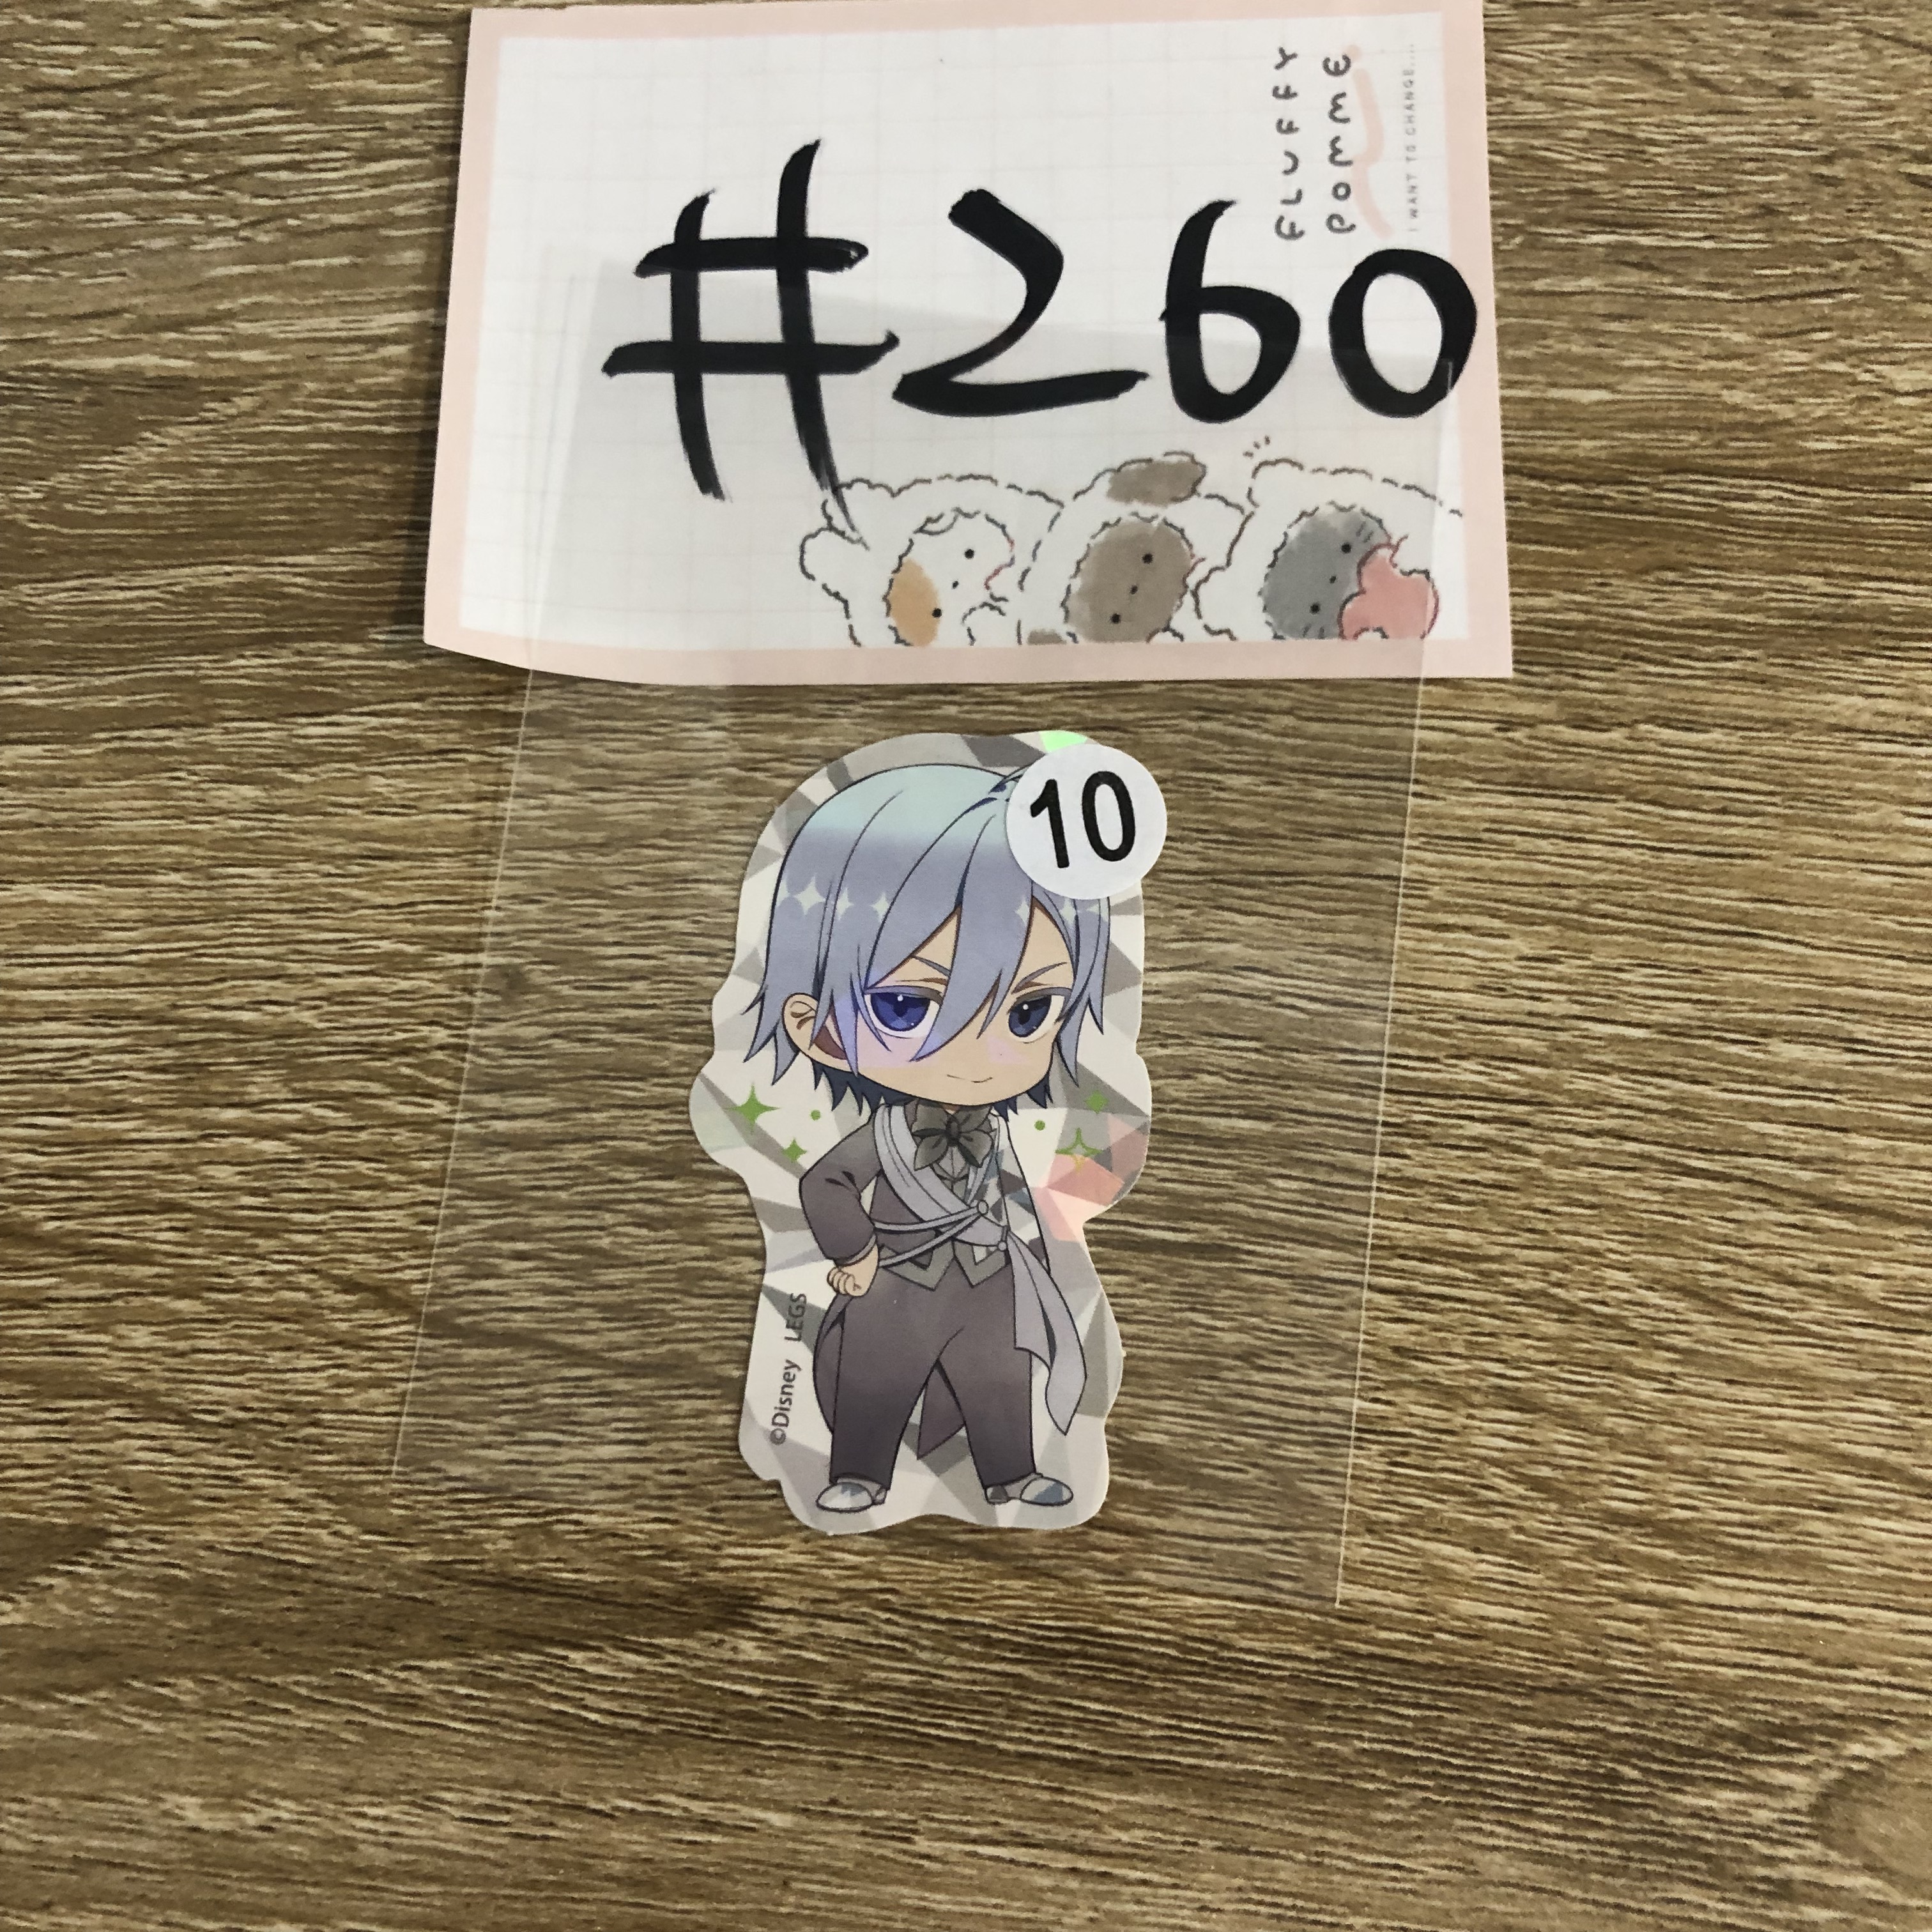 FLUFFY
POMME
I WANT TO CHANGE....
#260
10
©Disney LEGS